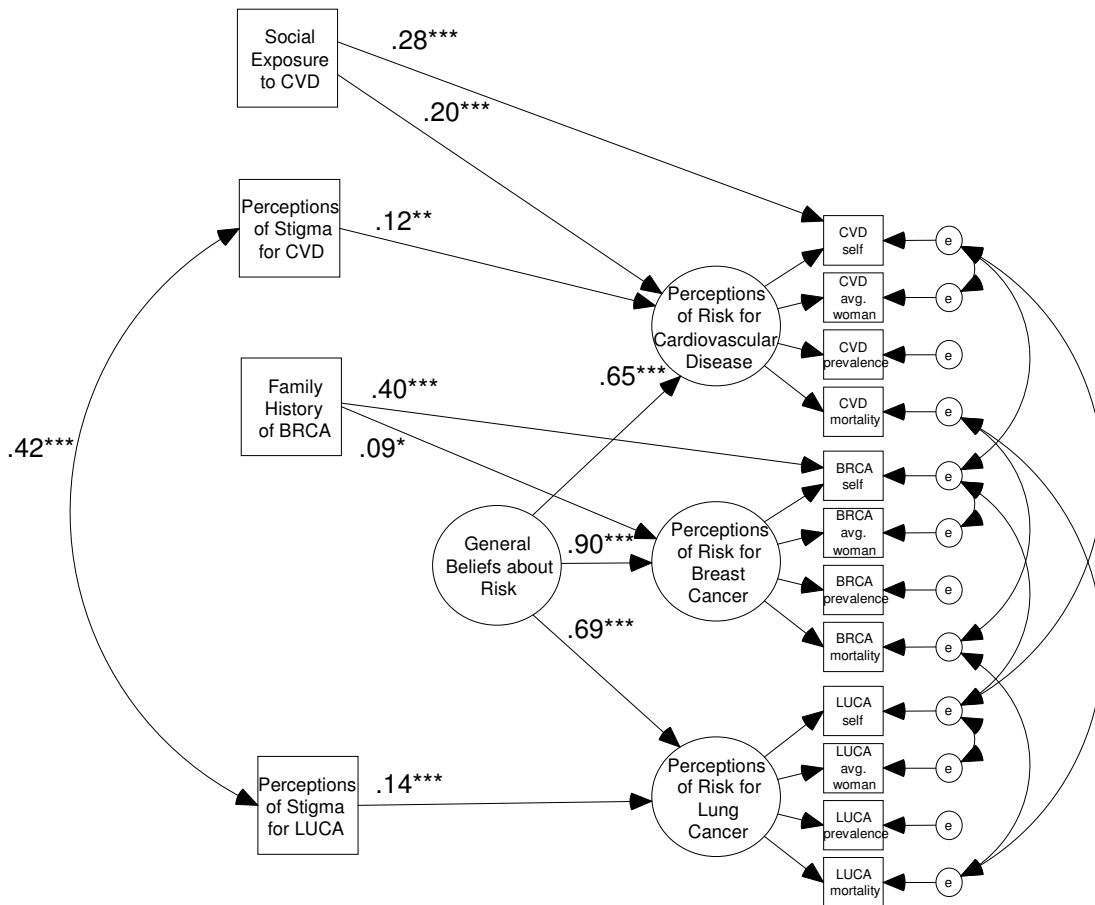 Social
Exposure
to CVD
.28***
.20***
Perceptions
of Stigma
for CVD
.12**
Family
History
of BRCA
.40***
.09*
.42***
General
Beliefs about
Risk
.65***
.90***
.69***
Perceptions
of Stigma
for LUCA
.14***
Perceptions
of Risk for
Cardiovascular
Disease
Perceptions
of Risk for
Breast
Cancer
Perceptions
of Risk for
Lung
Cancer
CVD
self
e
CVD
avg.
woman
e
CVD
prevalence
e
CVD
mortality
e
BRCA
self
e
BRCA
avg.
woman
e
BRCA
prevalence
e
BRCA
mortality
e
LUCA
self
e
LUCA
avg.
woman
e
LUCA
prevalence
e
LUCA
mortality
e